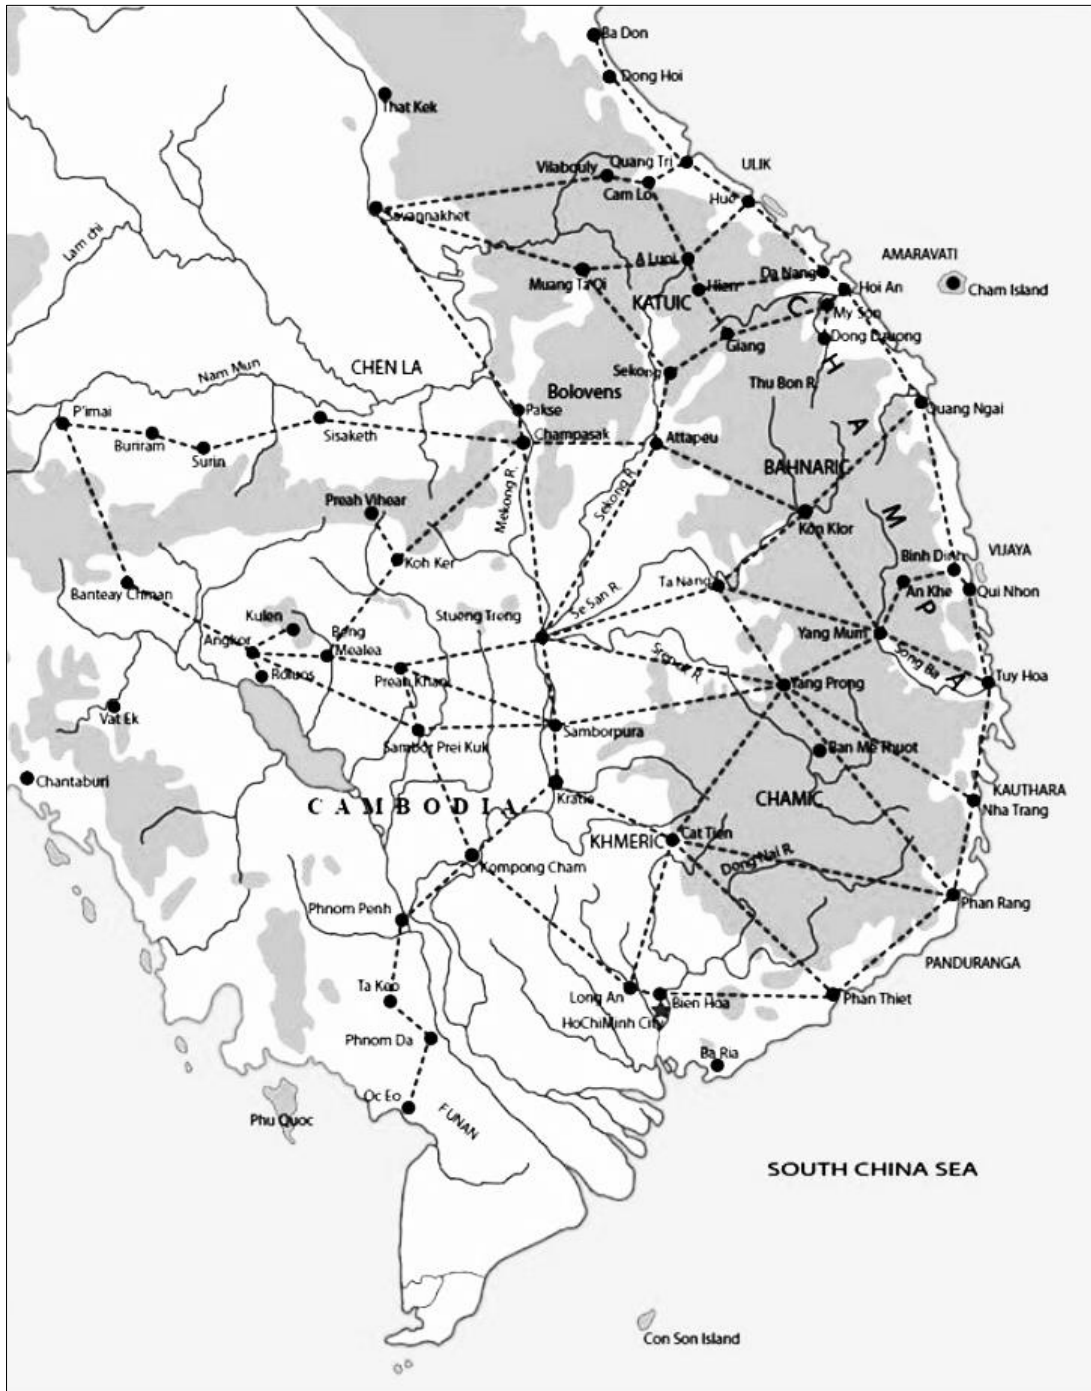 Ba Don
Dong Hoi
That Kek
Quang Tri
ULIK
Vilabouly
Cam Lo
Hue
Savannakhet
Lam chi
AMARAVATI
A Luoi
Da Nang
Muang Ta'Oi
Hien
Hoi An
Cham Island
KATUIC
My Son
Giang
Dong Duuong
CHAMPA
Nam Mun
CHEN LA
Sekong
Thu Bon R.
Bolovens
P'imai
Pakse
Quang Ngai
Buriram
Sisaketh
Champasak
Attapeu
Surin
BAHNARIC
Mekong R.
Sekong R.
Preah Vihear
Kon Klor
Koh Ker
Binh Dinh
VIJAYA
Banteay Chman
Ta Nang
An Khe
Qui Nhon
Se San R.
Kulen
Stueng Treng
Angkor
Beng
Mealea
Yang Mum
Song Ba
Roluos
Preah Khan
Srepok R.
Yang Prong
Tuy Hoa
Vat Ek
Sambor Prei Kuk
Samborpura
Ban Me Thuot
Chantaburi
KAUTHARA
CAMBODIA
Kratie
CHAMIC
Nha Trang
KHMERIC
Cat Tien
Dong Nai R.
Kompong Cham
Phan Rang
Phnom Penh
PANDURANGA
Ta Keo
Long An
Bien Hoa
Phan Thiet
HoChiMinh City
Phnom Da
Ba Ria
Oc Eo
Phu Quoc
FUNAN
SOUTH CHINA SEA
Con Son Island